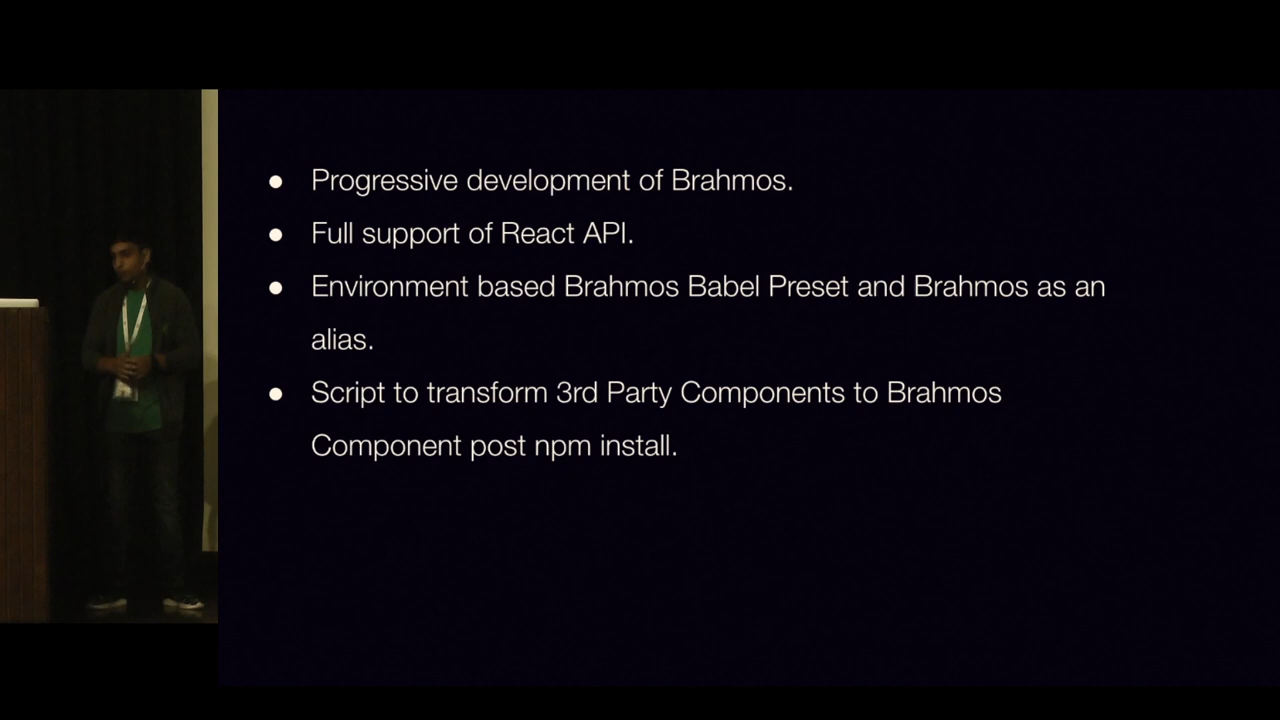 ● Progressive development of Brahmos.
● Full support of React API.
● Environment based Brahmos Babel Preset and Brahmos as an
alias.
● Script to transform 3rd Party Components to Brahmos
Component post npm install.